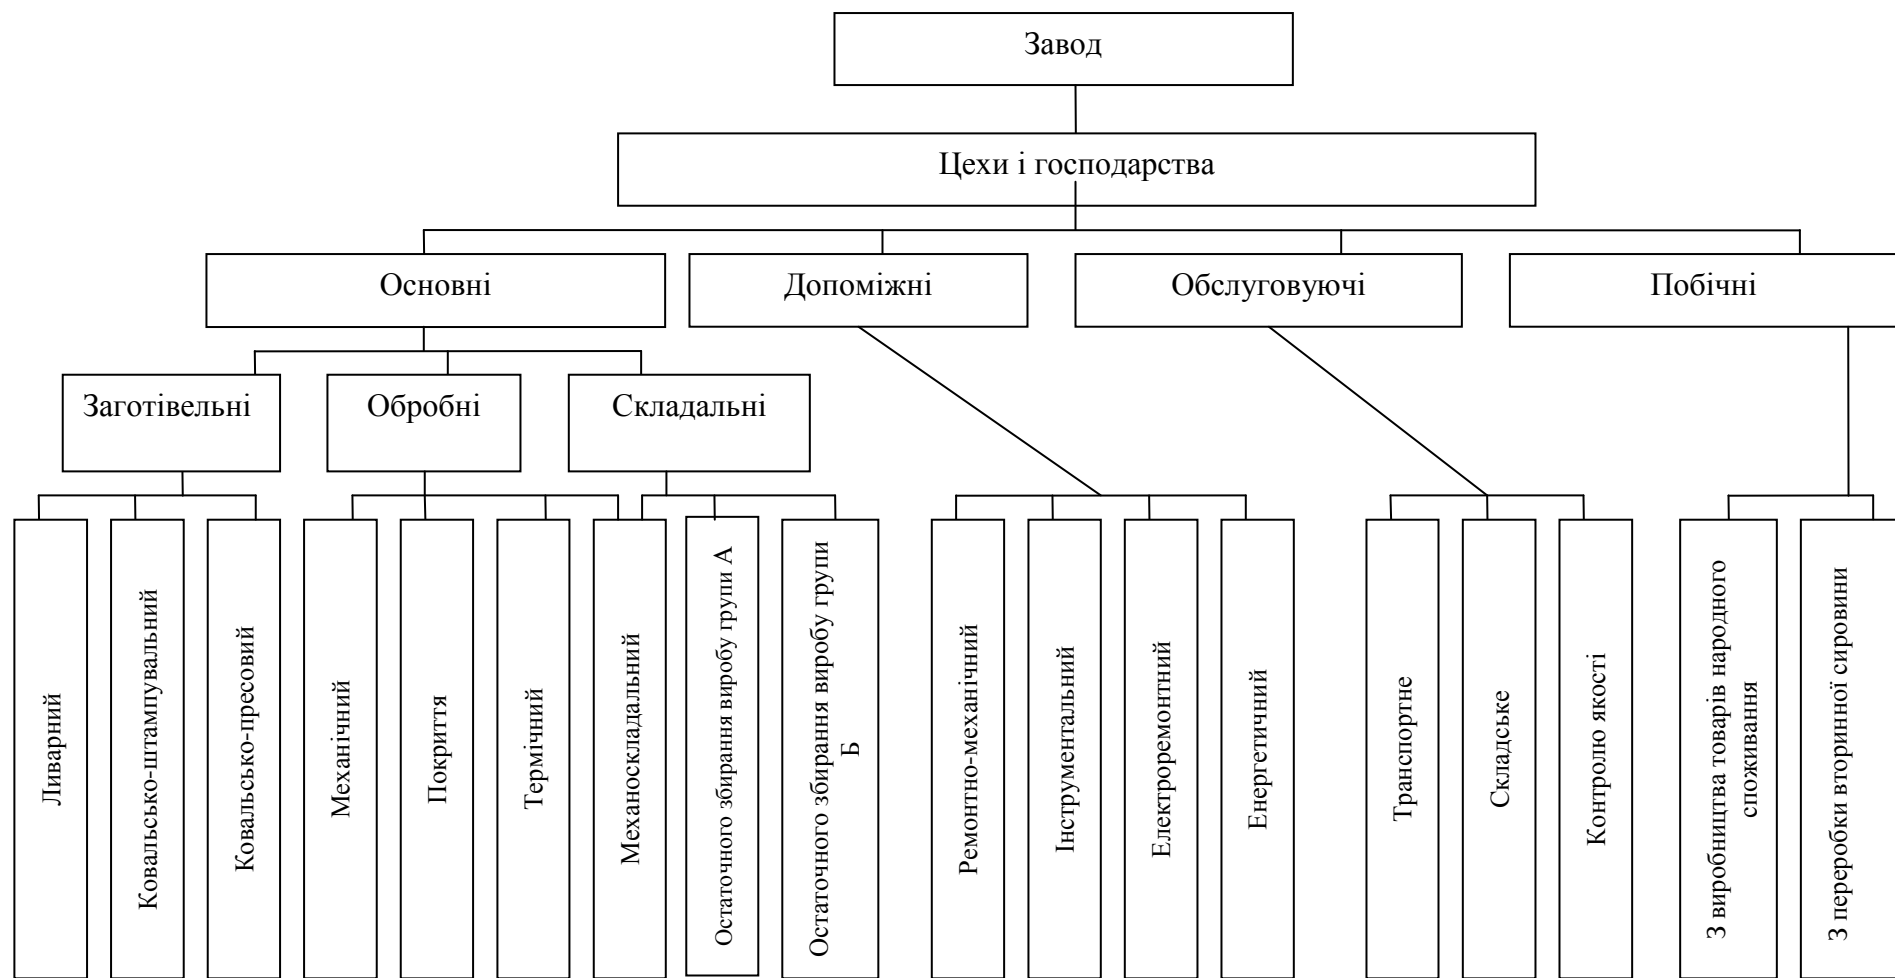 Завод
Цехи і господарства
Основні
Допоміжні
Обслуговуючі
Побічні
Заготівельні
Обробні
Складальні
Ливарний
Ковальсько-штампувальний
Ковальсько-пресовий
Механічний
Покриття
Термічний
Механоскладальний
Остаточного збирання виробу групи А
Остаточного збирання виробу групи
Б
Ремонтно-механічний
Інструментальний
Електроремонтний
Енергетичний
Транспортне
Складське
Контролю якості
З виробництва товарів народного
споживання
З переробки вторинної сировини